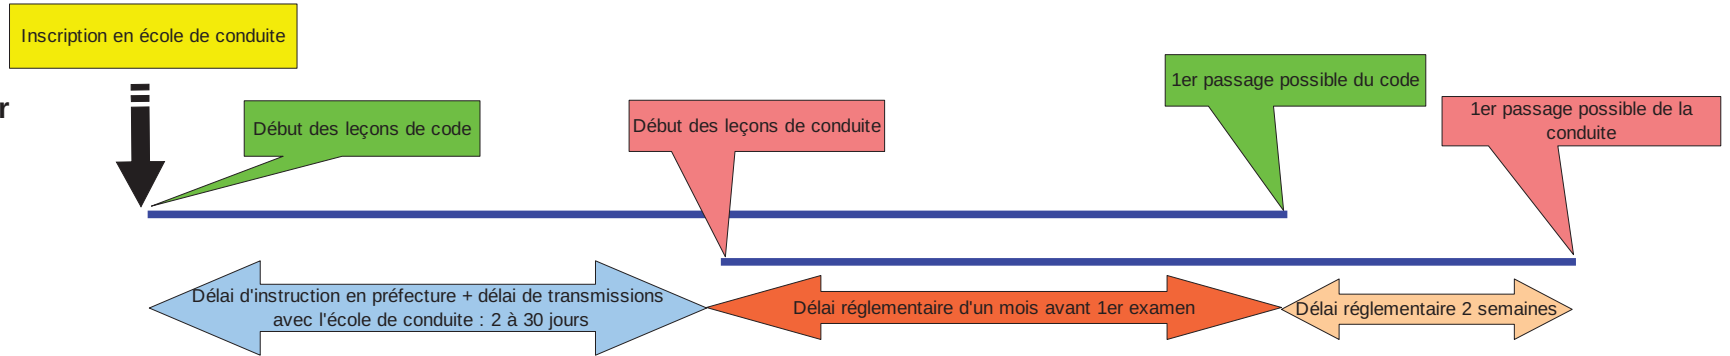 Inscription en école de conduite
r
Début des leçons de code
Début des leçons de conduite
1er passage possible du code
1er passage possible de la
conduite
Délai d'instruction en préfecture + délai de transmissions
avec l'école de conduite : 2 à 30 jours
Délai réglementaire d'un mois avant 1er examen
Délai réglementaire 2 semaines